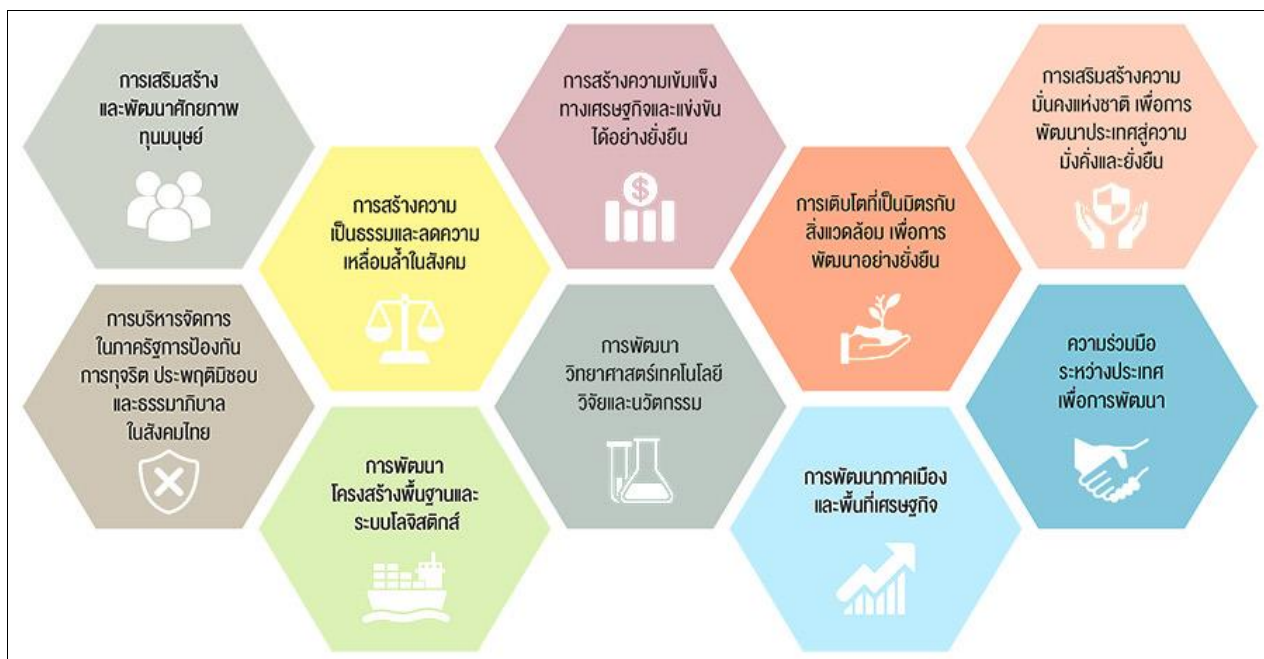 การเสริมสร้าง
และพัฒนาศักยภาพ
ทุนมนุษย์
การสร้างความ
เป็นธรรมและลดความ
เหลื่อมล้ำในสังคม
การสร้างความเข้มแข็ง
ทางเศรษฐกิจและแข่งขัน
ได้อย่างยั่งยืน
การเติบโตที่เป็นมิตรกับ
สิ่งแวดล้อม เพื่อการ
พัฒนาอย่างยั่งยืน
การเสริมสร้างความ
มั่นคงแห่งชาติ เพื่อการ
พัฒนาประเทศสู่ความ
มั่งคั่งและยั่งยืน
การบริหารจัดการ
ในภาครัฐการป้องกัน
การทุจริต ประพฤติมิชอบ
และธรรมาภิบาล
ในสังคมไทย
การพัฒนา
โครงสร้างพื้นฐานและ
ระบบโลจิสติกส์
การพัฒนา
วิทยาศาสตร์เทคโนโลยี
วิจัยและนวัตกรรม
การพัฒนาภาคเมือง
และพื้นที่เศรษฐกิจ
ความร่วมมือ
ระหว่างประเทศ
เพื่อการพัฒนา